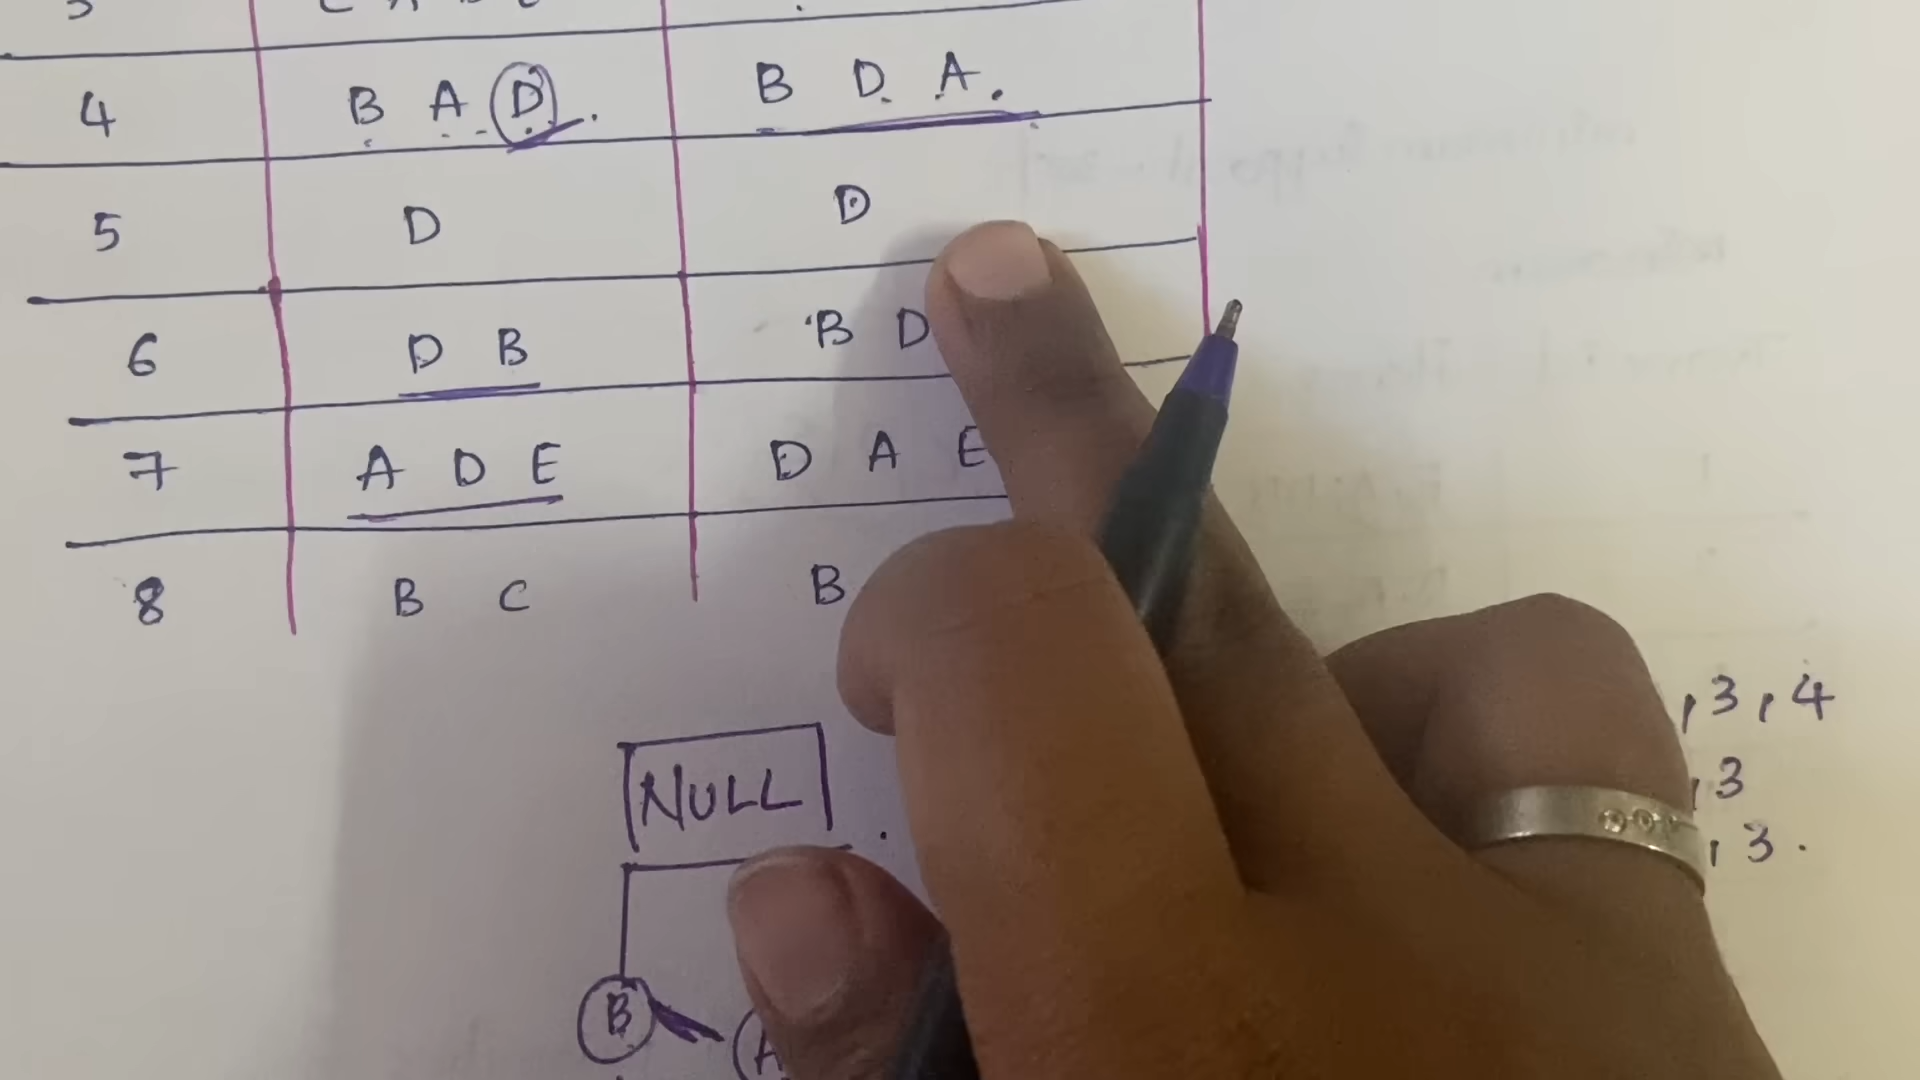 4 B A D. B D A.
5 D D
6 D B B D
7 A D E D A E
8 B C B
NULL
, 3, 4
, 3
, 3.
B
A